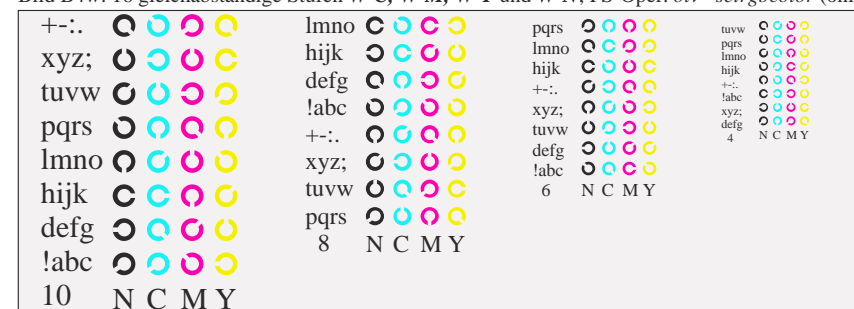 +-:.
xyz;
tuvw
pqrs
lmno
hijk
defg
!abc
10 N C M Y
lmno
hijk
defg
!abc
+-:.
xyz;
tuvw
pqrs
8 N C M Y
pqrs
lmno
hijk
+-:.
xyz;
tuvw
defg
!abc
6 N C M Y
tuvw
pqrs
lmno
hijk
+-:.
!abc
xyz;
defg
4 N C M Y